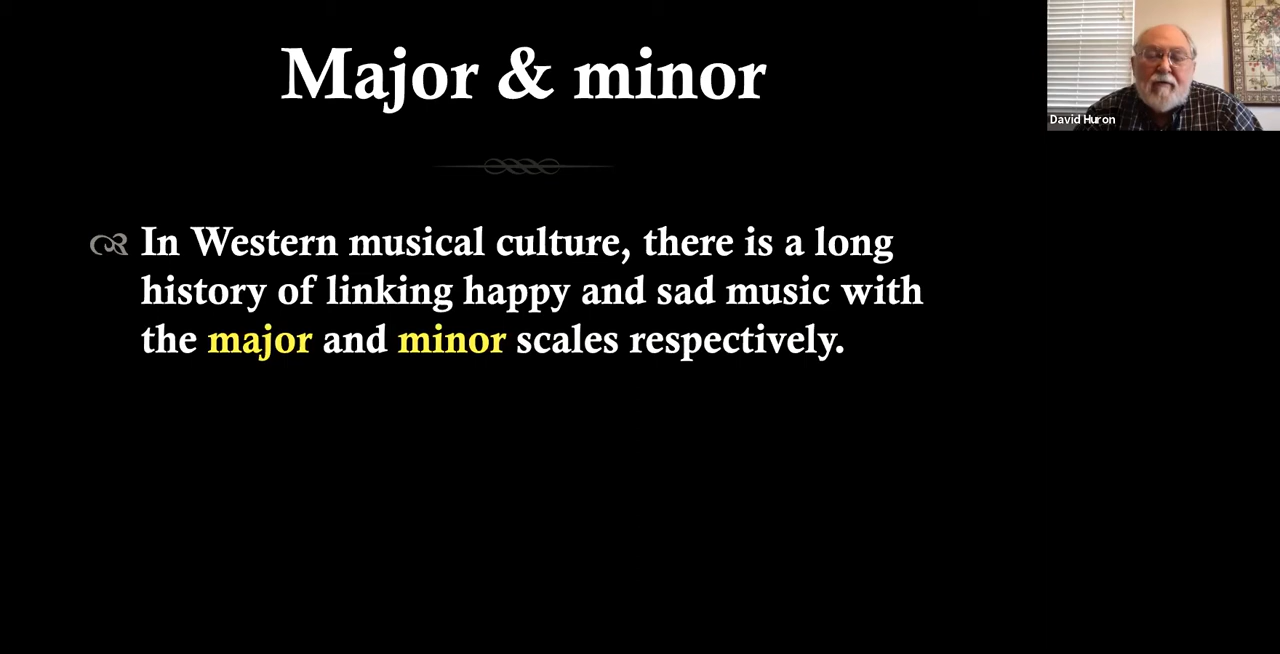 Major & minor
David Huron
In Western musical culture, there is a long
history of linking happy and sad music with
the major and minor scales respectively.